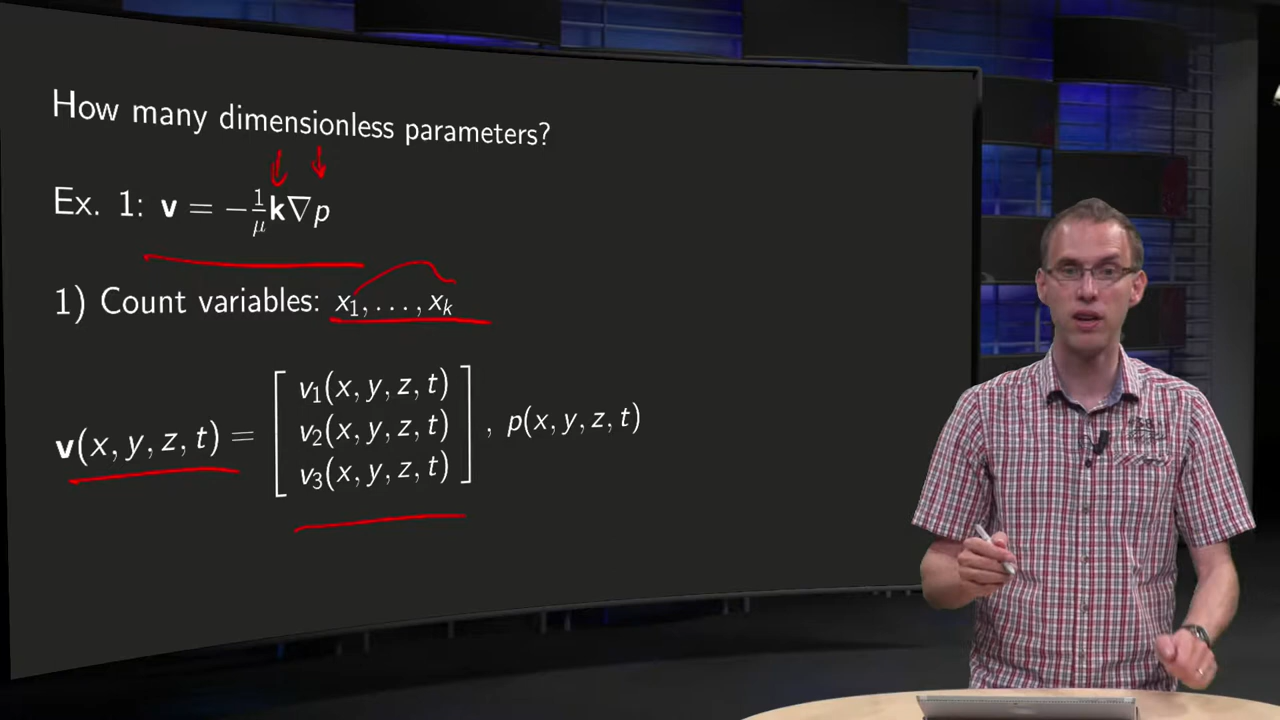 How many dimensionless parameters?
Ex. 1: v = −1/μ k∇p
1) Count variables: x₁, . . . , xₖ
v(x, y, z, t) = [ v₁(x, y, z, t) v₂(x, y, z, t) v₃(x, y, z, t) ] , p(x, y, z, t)